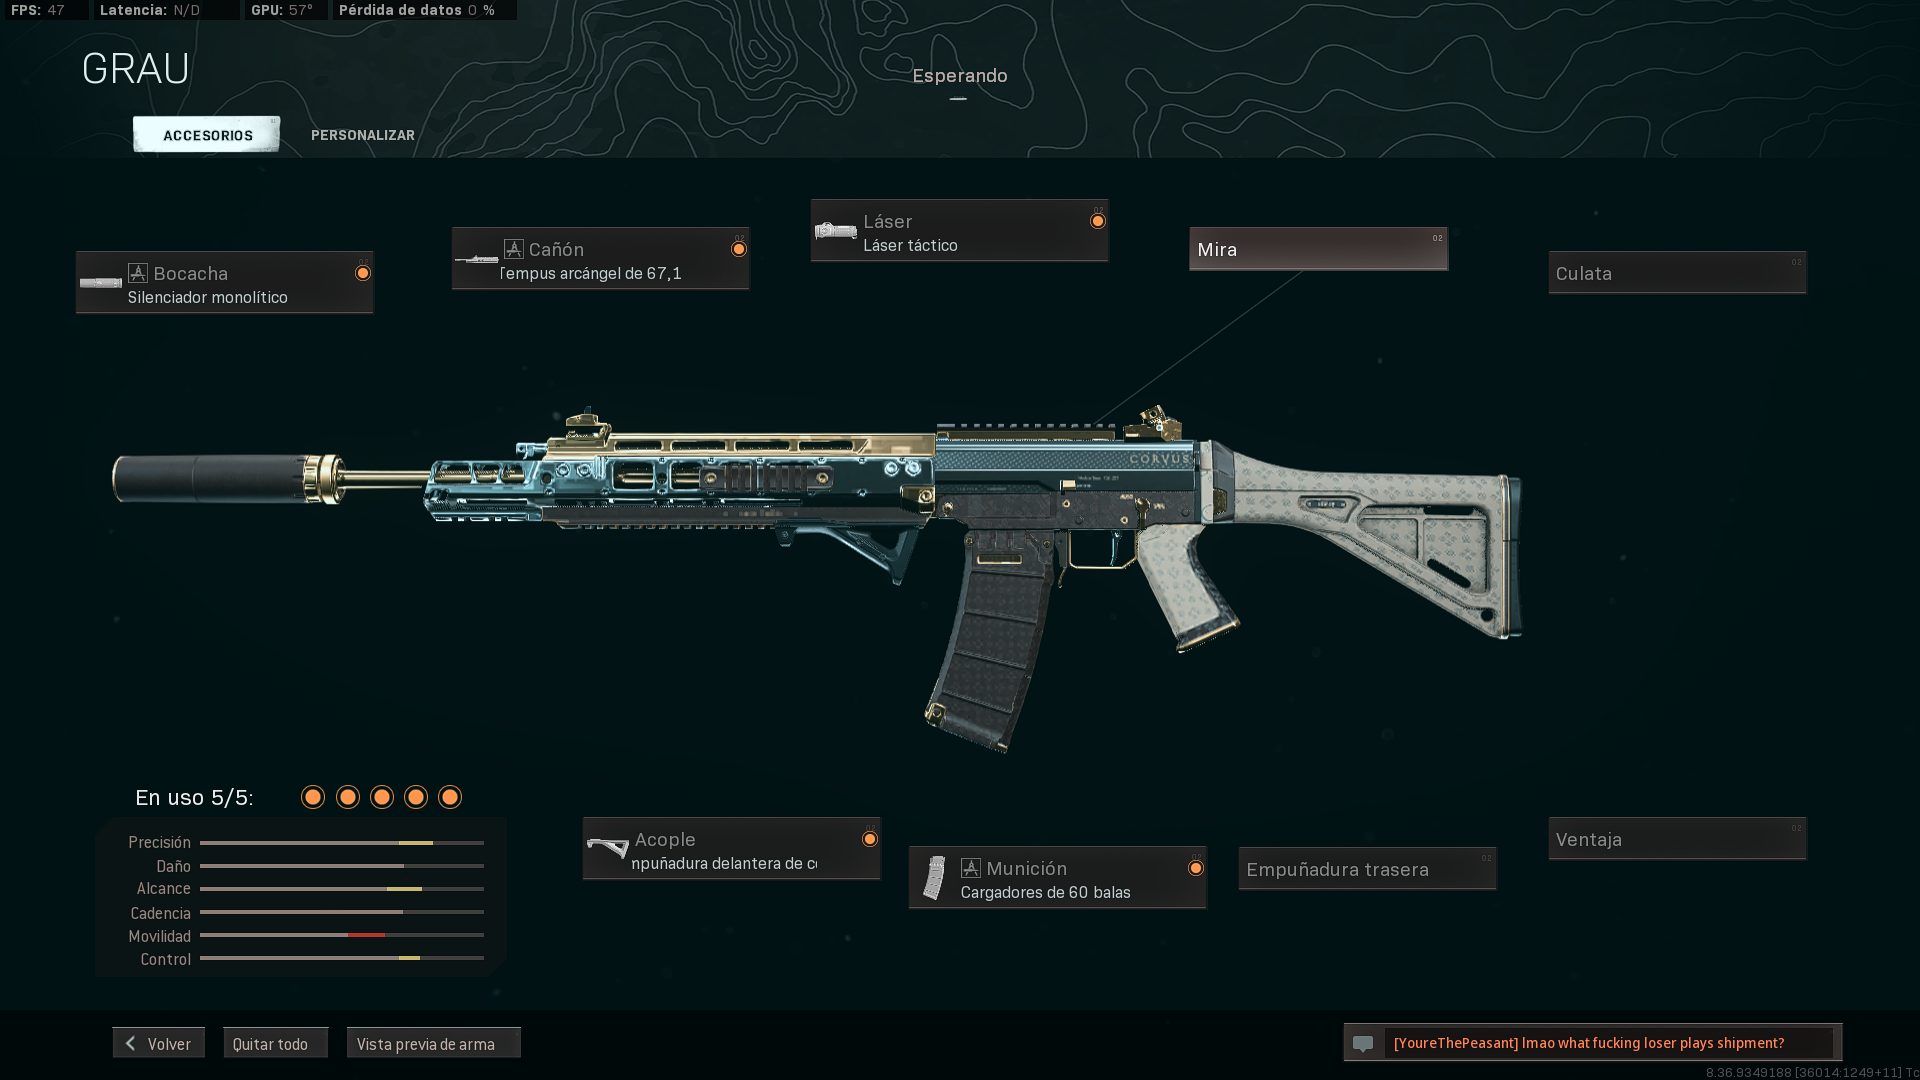 FPS: 47 Latencia: N/D GPU: 57° Pérdida de datos 0 %
GRAU
Esperando
ACCESORIOS PERSONALIZAR
Bocacha
Silenciador monolítico
Cañón
Tempus arcángel de 67,1
Láser
Láser táctico
Mira
Culata
CORVUS
En uso 5/5:
Precisión
Daño
Alcance
Cadencia
Movilidad
Control
Acople
npuñadura delantera de co
Munición
Cargadores de 60 balas
Empuñadura trasera
Ventaja
Volver
Quitar todo
Vista previa de arma
[YoureThePeasant] lmao what fucking loser plays shipment?
8.36.9349188 [36014:1249+11] Tc